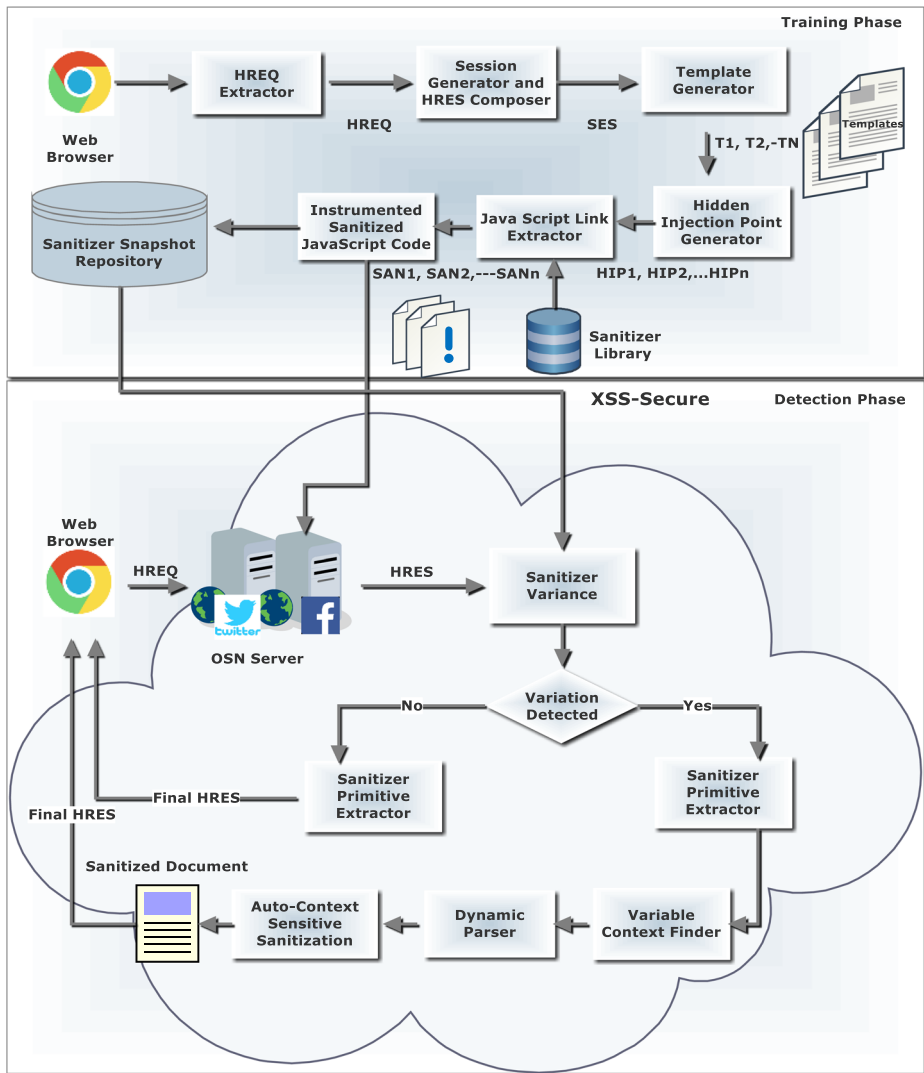 Training Phase
HREQ
Extractor
Session
Generator and
HRES Composer
Template
Generator
Web
Browser
HREQ
SES
Templates
T1, T2,-TN
Sanitizer Snapshot
Repository
Instrumented
Sanitized
JavaScript Code
Java Script Link
Extractor
Hidden
Injection Point
Generator
SAN1, SAN2,---SANn
HIP1, HIP2,...HIPn
!
Sanitizer
Library
XSS-Secure
Detection Phase
Web
Browser
HREQ
HRES
twitter
f
OSN Server
Sanitizer
Variance
Variation
Detected
No
Yes
Sanitizer
Primitive
Extractor
Sanitizer
Primitive
Extractor
Final HRES
Final HRES
Sanitized Document
Auto-Context
Sensitive
Sanitization
Dynamic
Parser
Variable
Context Finder